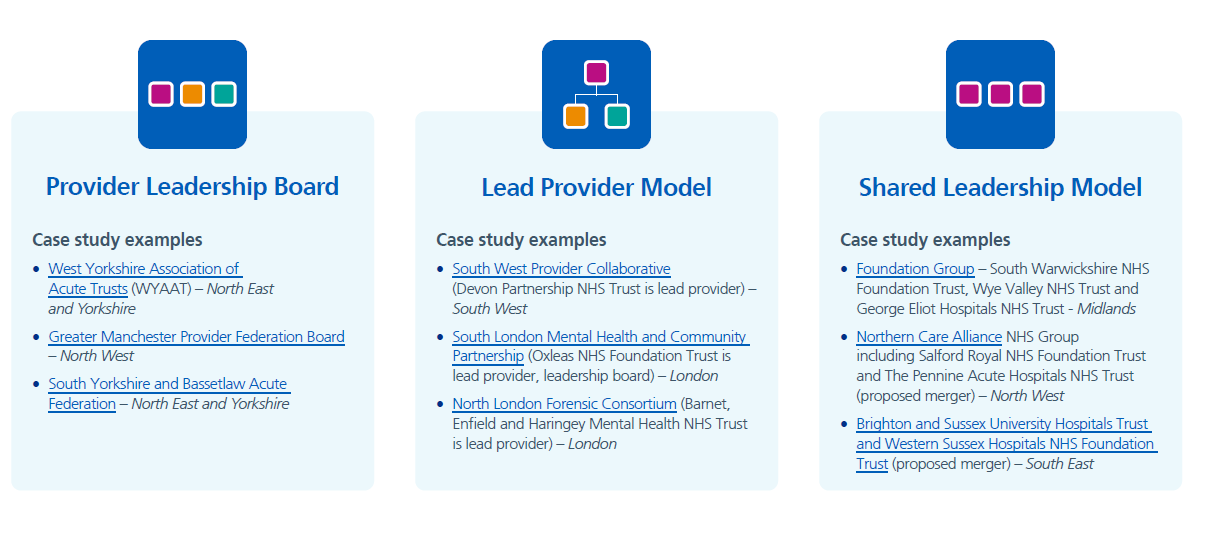 Provider Leadership Board
Case study examples
• West Yorkshire Association of
Acute Trusts (WYAAT) – North East
and Yorkshire
• Greater Manchester Provider Federation Board
– North West
• South Yorkshire and Bassetlaw Acute
Federation – North East and Yorkshire
Lead Provider Model
Case study examples
• South West Provider Collaborative
(Devon Partnership NHS Trust is lead provider) –
South West
• South London Mental Health and Community
Partnership (Oxleas NHS Foundation Trust is
lead provider, leadership board) – London
• North London Forensic Consortium (Barnet,
Enfield and Haringey Mental Health NHS Trust
is lead provider) – London
Shared Leadership Model
Case study examples
• Foundation Group – South Warwickshire NHS
Foundation Trust, Wye Valley NHS Trust and
George Eliot Hospitals NHS Trust - Midlands
• Northern Care Alliance NHS Group
including Salford Royal NHS Foundation Trust
and The Pennine Acute Hospitals NHS Trust
(proposed merger) – North West
• Brighton and Sussex University Hospitals Trust
and Western Sussex Hospitals NHS Foundation
Trust (proposed merger) – South East